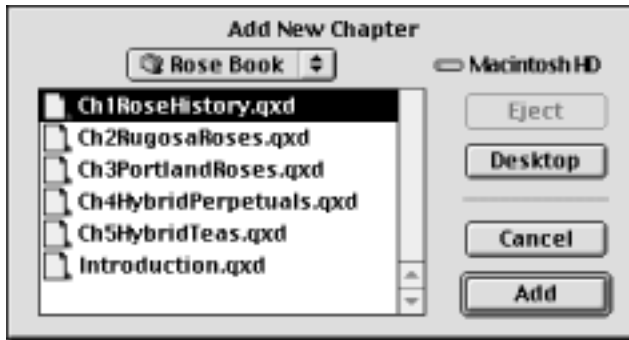 Add New Chapter
Rose Book
Macintosh HD
Ch1RoseHistory.qxd
Ch2RugosaRoses.qxd
Ch3PortlandRoses.qxd
Ch4HybridPerpetuals.qxd
Ch5HybridTeas.qxd
Introduction.qxd
Eject
Desktop
Cancel
Add